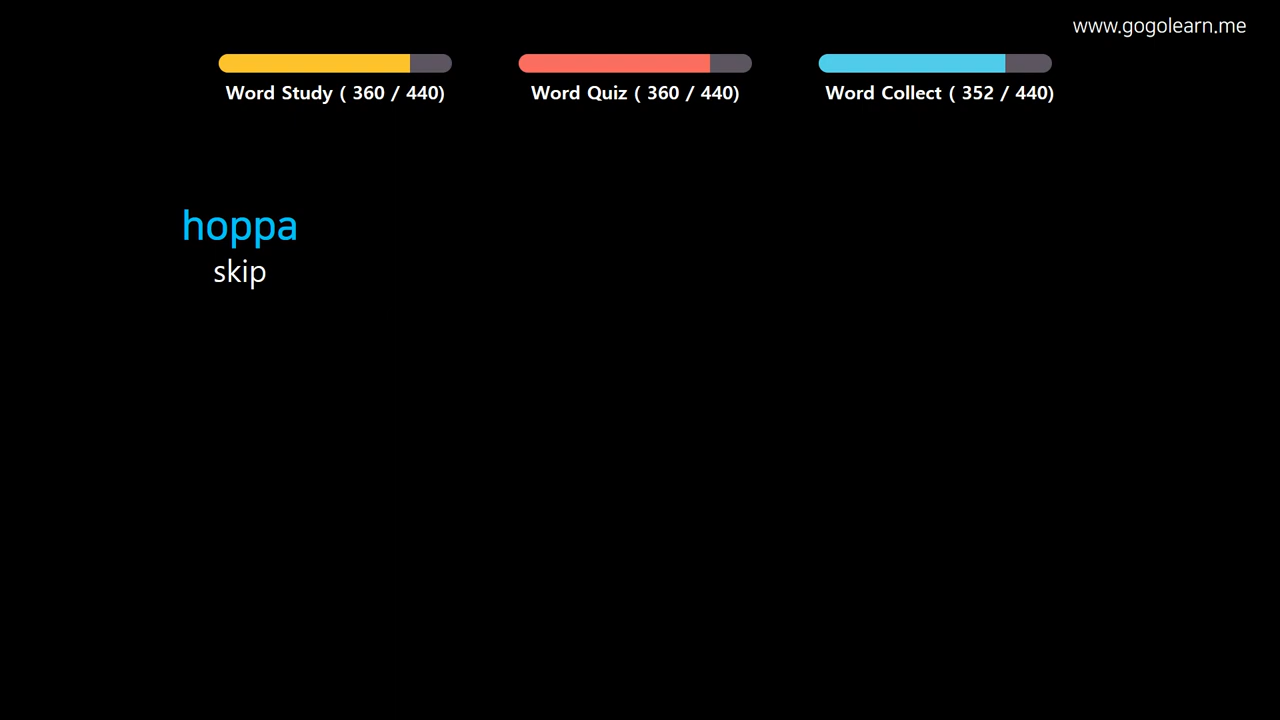 www.gogolearn.me
Word Study ( 360 / 440)
Word Quiz ( 360 / 440)
Word Collect ( 352 / 440)
hoppa
skip